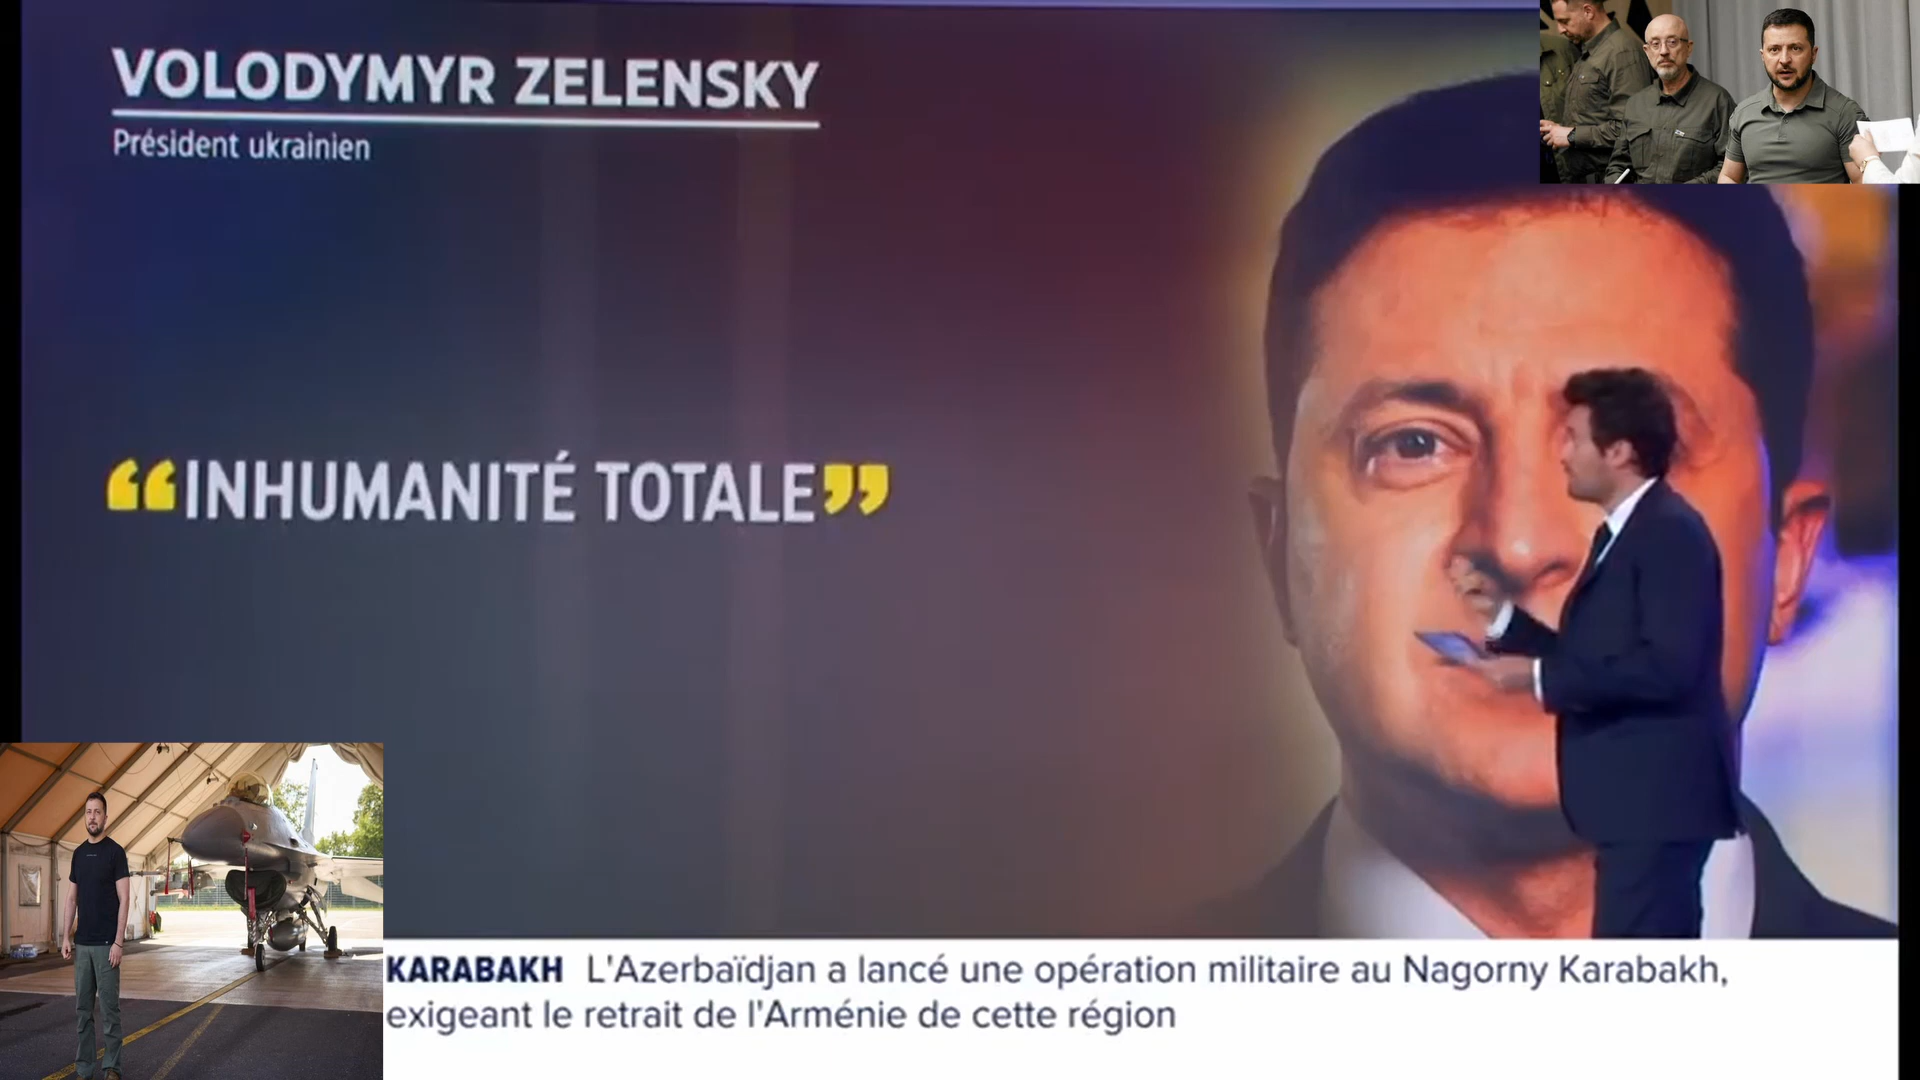 VOLODYMYR ZELENSKY
Président ukrainien
“INHUMANITÉ TOTALE”
KARABAKH L'Azerbaïdjan a lancé une opération militaire au Nagorny Karabakh,
exigeant le retrait de l'Arménie de cette région